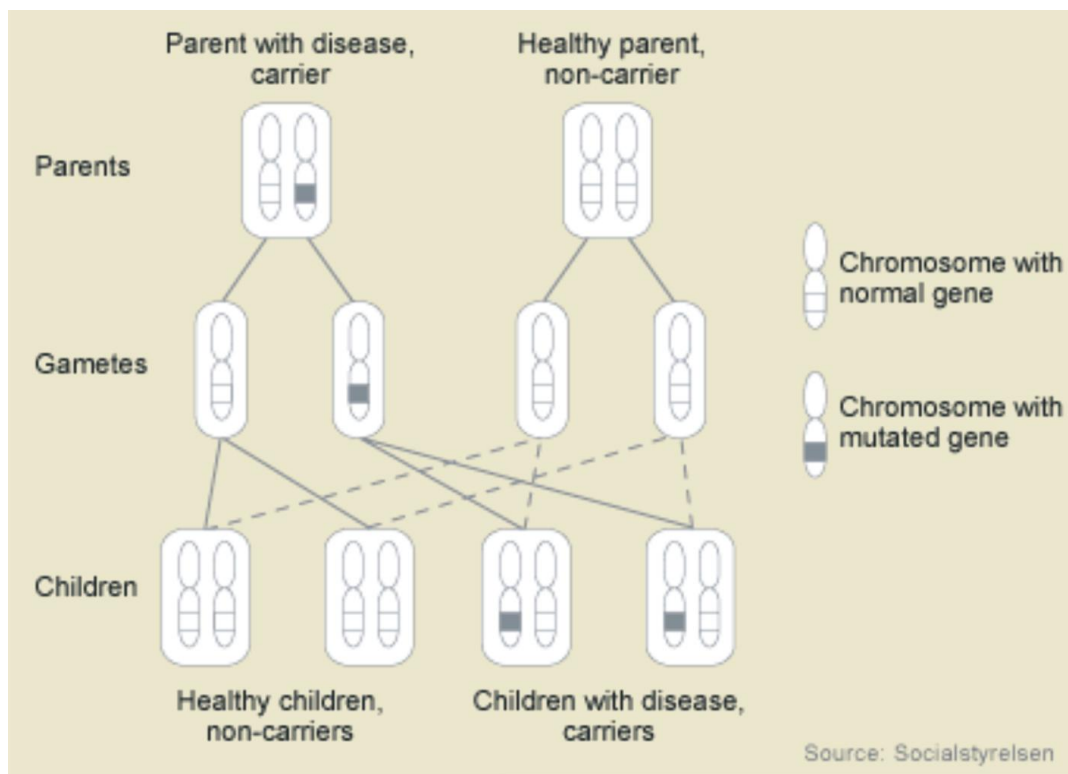 Parent with disease,
carrier
Healthy parent,
non-carrier
Parents
Chromosome with
normal gene
Gametes
Chromosome with
mutated gene
Children
Healthy children,
non-carriers
Children with disease,
carriers
Source: Socialstyrelsen